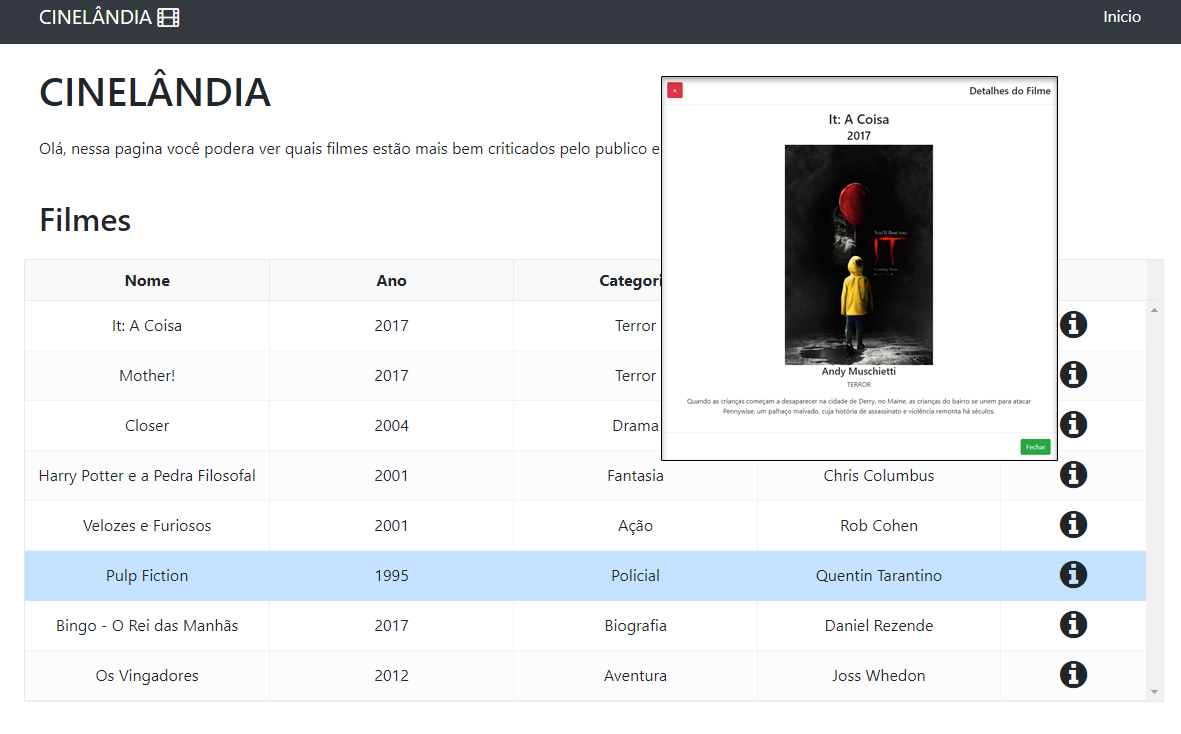 CINELÂNDIA
Inicio
CINELÂNDIA
Olá, nessa pagina você podera ver quais filmes estão mais bem criticados pelo publico e
Filmes
Nome Ano Categori
It: A Coisa 2017 Terror
Mother! 2017 Terror
Closer 2004 Drama
Harry Potter e a Pedra Filosofal 2001 Fantasia Chris Columbus
Velozes e Furiosos 2001 Ação Rob Cohen
Pulp Fiction 1995 Policial Quentin Tarantino
Bingo - O Rei das Manhãs 2017 Biografia Daniel Rezende
Os Vingadores 2012 Aventura Joss Whedon
Detalhes do Filme
It: A Coisa
2017
IT
Andy Muschietti
TERROR
Quando as crianças começam a desaparecer na cidade de Derry, no Maine, as crianças do bairro se unem para atacar
Pennywise, um palhaço malvado, cuja história de assassinato e violência remonta há séculos.
Fechar